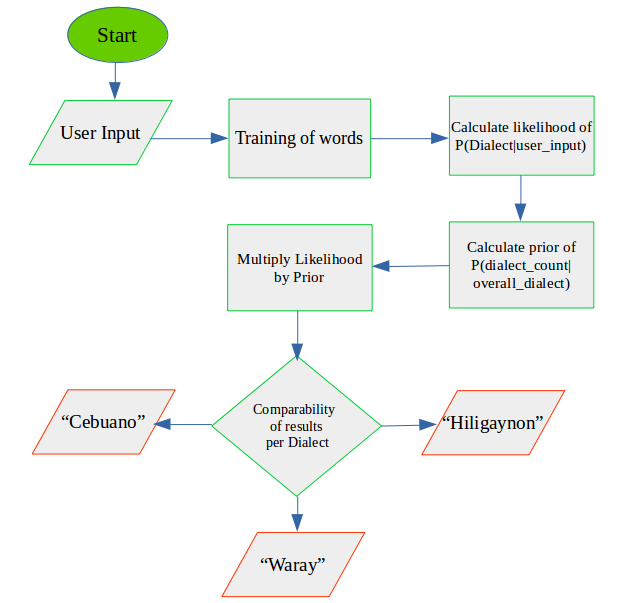 Start
User Input
Training of words
Calculate likelihood of
P(Dialect|user_input)
Calculate prior of
P(dialect_count|
overall_dialect)
Multiply Likelihood
by Prior
Comparability
of results
per Dialect
“Cebuano”
“Hiligaynon”
“Waray”